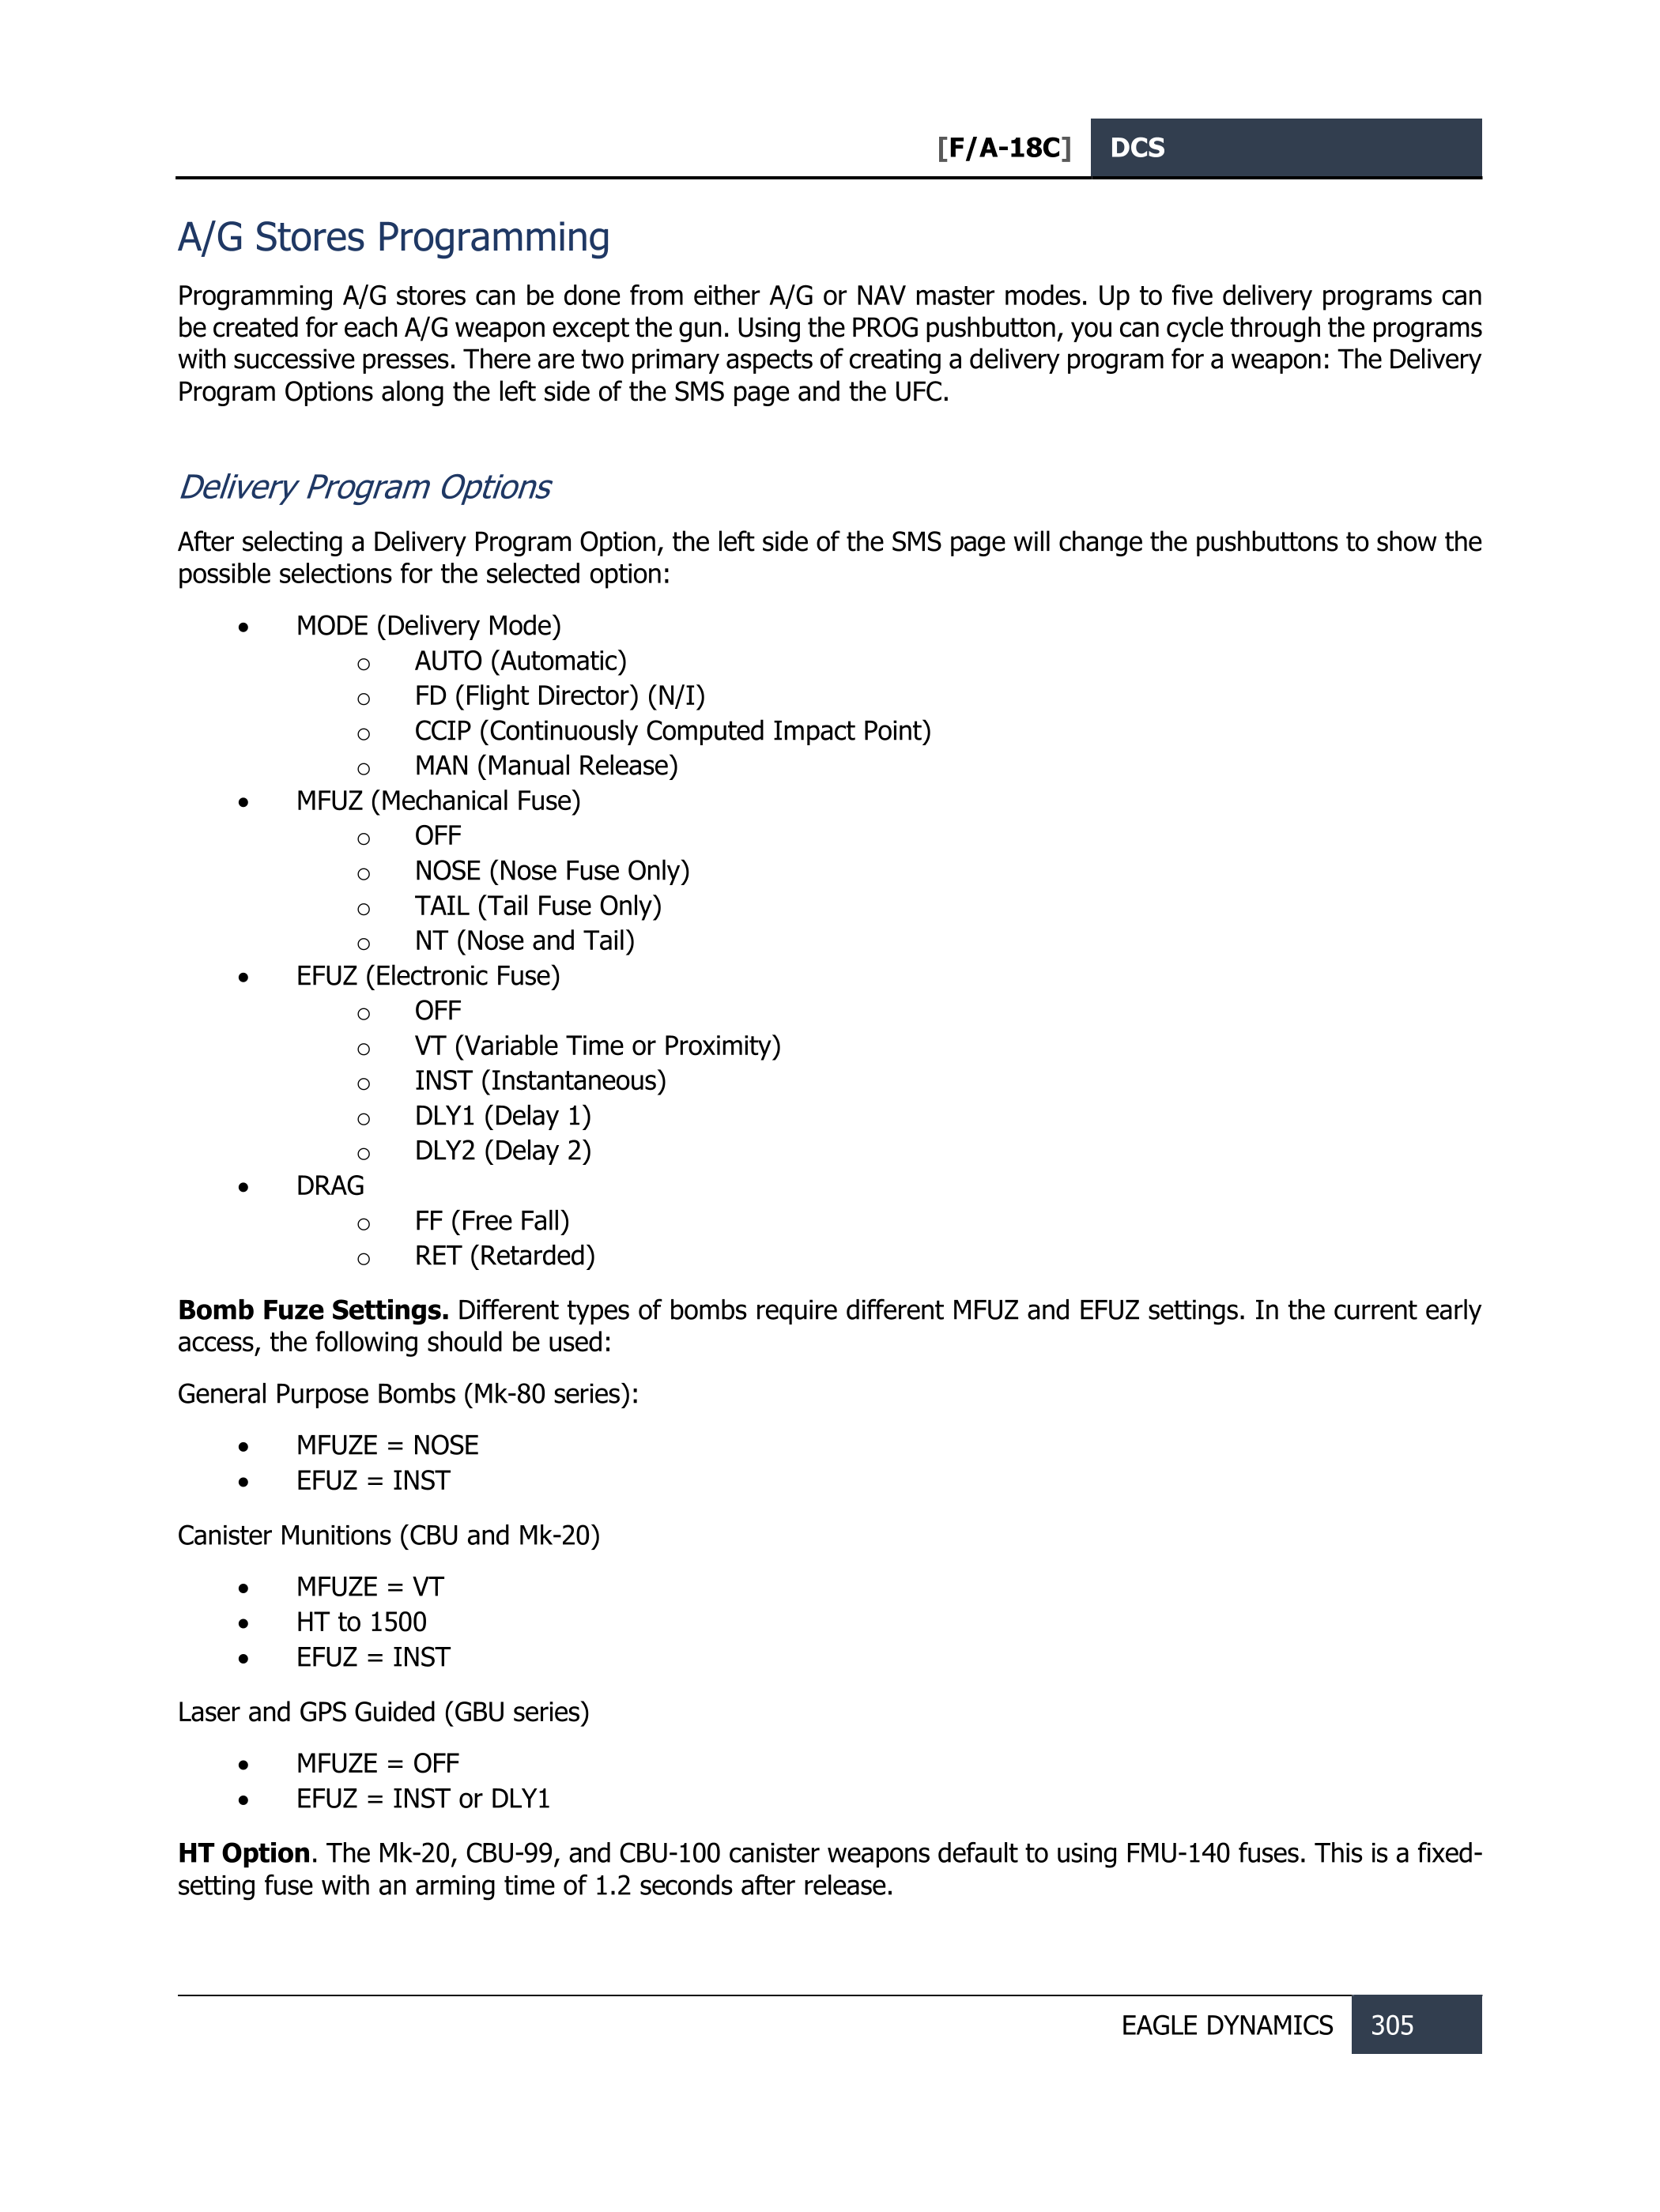 [F/A-18C] DCS
A/G Stores Programming
Programming A/G stores can be done from either A/G or NAV master modes. Up to five delivery programs can
be created for each A/G weapon except the gun. Using the PROG pushbutton, you can cycle through the programs
with successive presses. There are two primary aspects of creating a delivery program for a weapon: The Delivery
Program Options along the left side of the SMS page and the UFC.
Delivery Program Options
After selecting a Delivery Program Option, the left side of the SMS page will change the pushbuttons to show the
possible selections for the selected option:
• MODE (Delivery Mode)
o AUTO (Automatic)
o FD (Flight Director) (N/I)
o CCIP (Continuously Computed Impact Point)
o MAN (Manual Release)
• MFUZ (Mechanical Fuse)
o OFF
o NOSE (Nose Fuse Only)
o TAIL (Tail Fuse Only)
o NT (Nose and Tail)
• EFUZ (Electronic Fuse)
o OFF
o VT (Variable Time or Proximity)
o INST (Instantaneous)
o DLY1 (Delay 1)
o DLY2 (Delay 2)
• DRAG
o FF (Free Fall)
o RET (Retarded)
Bomb Fuze Settings. Different types of bombs require different MFUZ and EFUZ settings. In the current early
access, the following should be used:
General Purpose Bombs (Mk-80 series):
• MFUZE = NOSE
• EFUZ = INST
Canister Munitions (CBU and Mk-20)
• MFUZE = VT
• HT to 1500
• EFUZ = INST
Laser and GPS Guided (GBU series)
• MFUZE = OFF
• EFUZ = INST or DLY1
HT Option. The Mk-20, CBU-99, and CBU-100 canister weapons default to using FMU-140 fuses. This is a fixed-
setting fuse with an arming time of 1.2 seconds after release.
EAGLE DYNAMICS 305